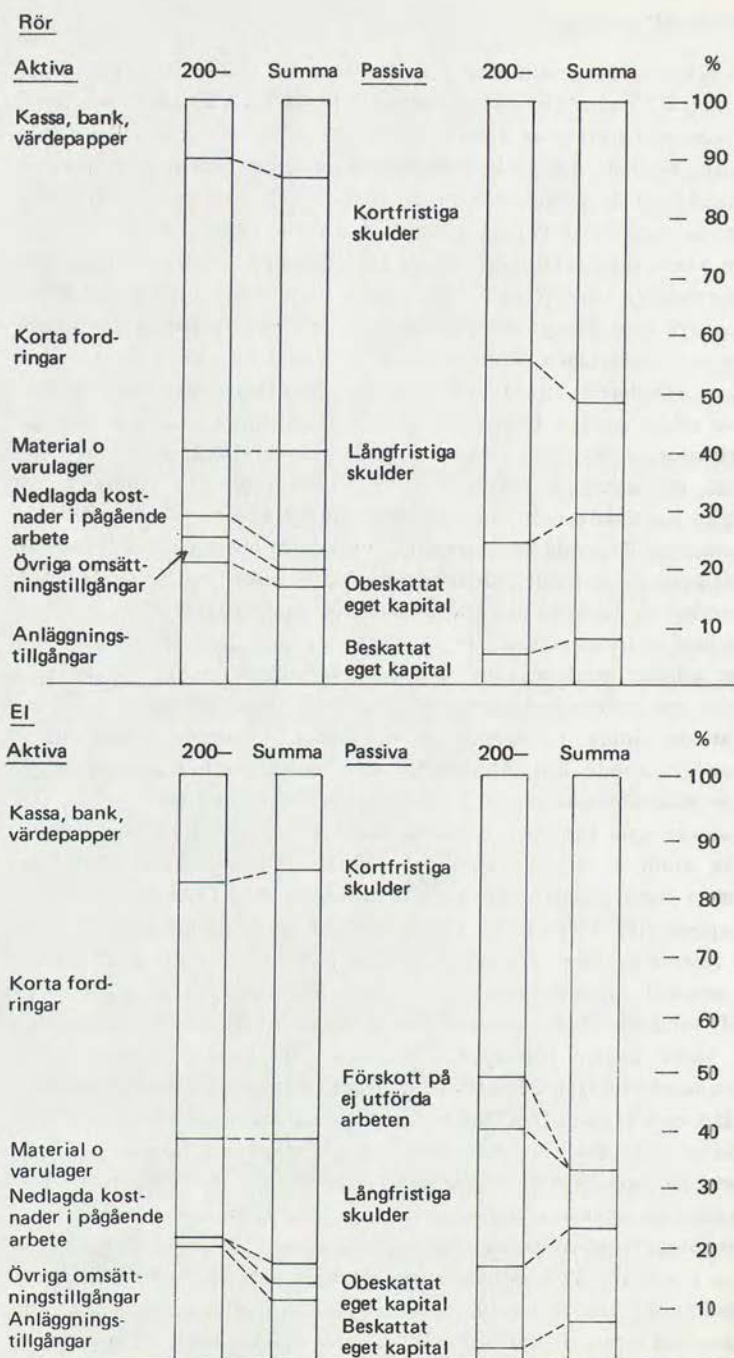 Rör
Aktiva 200— Summa Passiva 200— Summa %
Kassa, bank,
värdepapper
Korta ford-
ringar
Material o
varulager
Nedlagda kost-
nader i pågående
arbete
Övriga omsätt-
ningstillgångar
Anläggnings-
tillgångar
Kortfristiga
skulder
Långfristiga
skulder
Obeskattat
eget kapital
Beskattat
eget kapital
— 100
— 90
— 80
— 70
— 60
— 50
— 40
— 30
— 20
— 10
El
Aktiva 200— Summa Passiva 200— Summa %
Kassa, bank,
värdepapper
Korta ford-
ringar
Material o
varulager
Nedlagda kost-
nader i pågående
arbete
Övriga omsätt-
ningstillgångar
Anläggnings-
tillgångar
Kortfristiga
skulder
Förskott på
ej utförda
arbeten
Långfristiga
skulder
Obeskattat
eget kapital
Beskattat
eget kapital
— 100
— 90
— 80
— 70
— 60
— 50
— 40
— 30
— 20
— 10